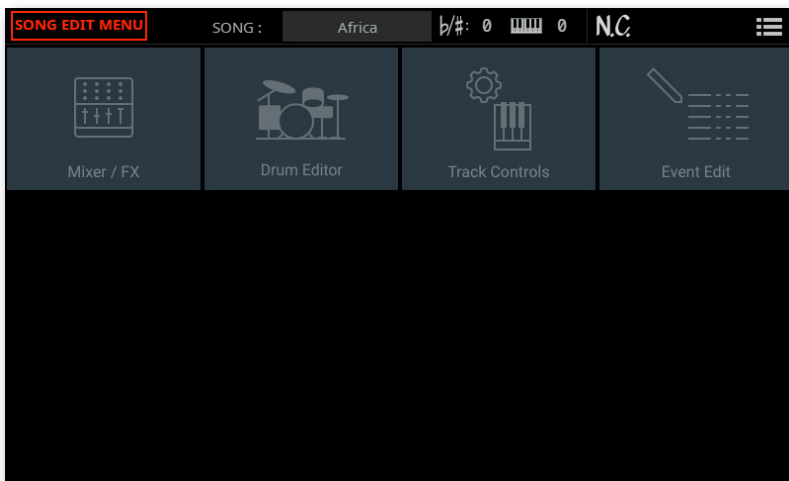 SONG EDIT MENU SONG : Africa ♭/#: 0 0 N.C.
Mixer / FX Drum Editor Track Controls Event Edit